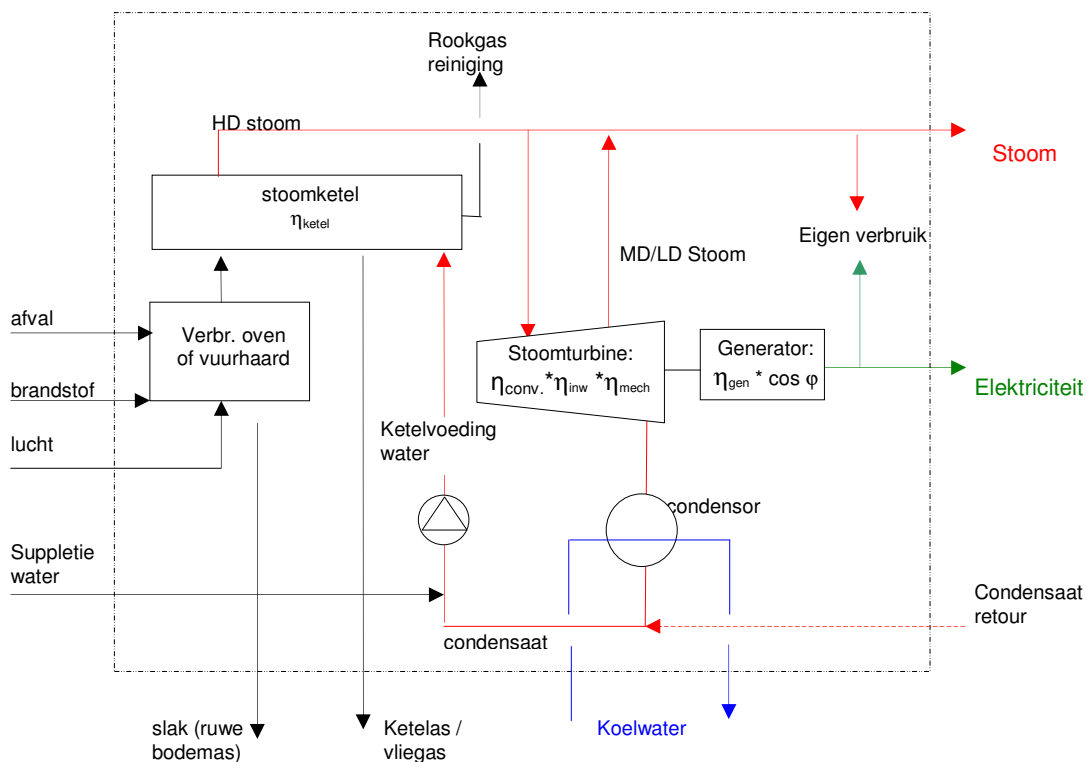 Rookgas
reiniging
HD stoom
Stoom
stoomketel
ηketel
Eigen verbruik
MD/LD Stoom
afval
Verbr. oven
of vuurhaard
Stoomturbine:
ηconv.*ηinw *ηmech
Generator:
ηgen * cos φ
brandstof
Elektriciteit
lucht
Ketelvoeding
water
condensor
Suppletie
water
Condensaat
retour
condensaat
slak (ruwe
bodemas)
Ketelas /
vliegas
Koelwater